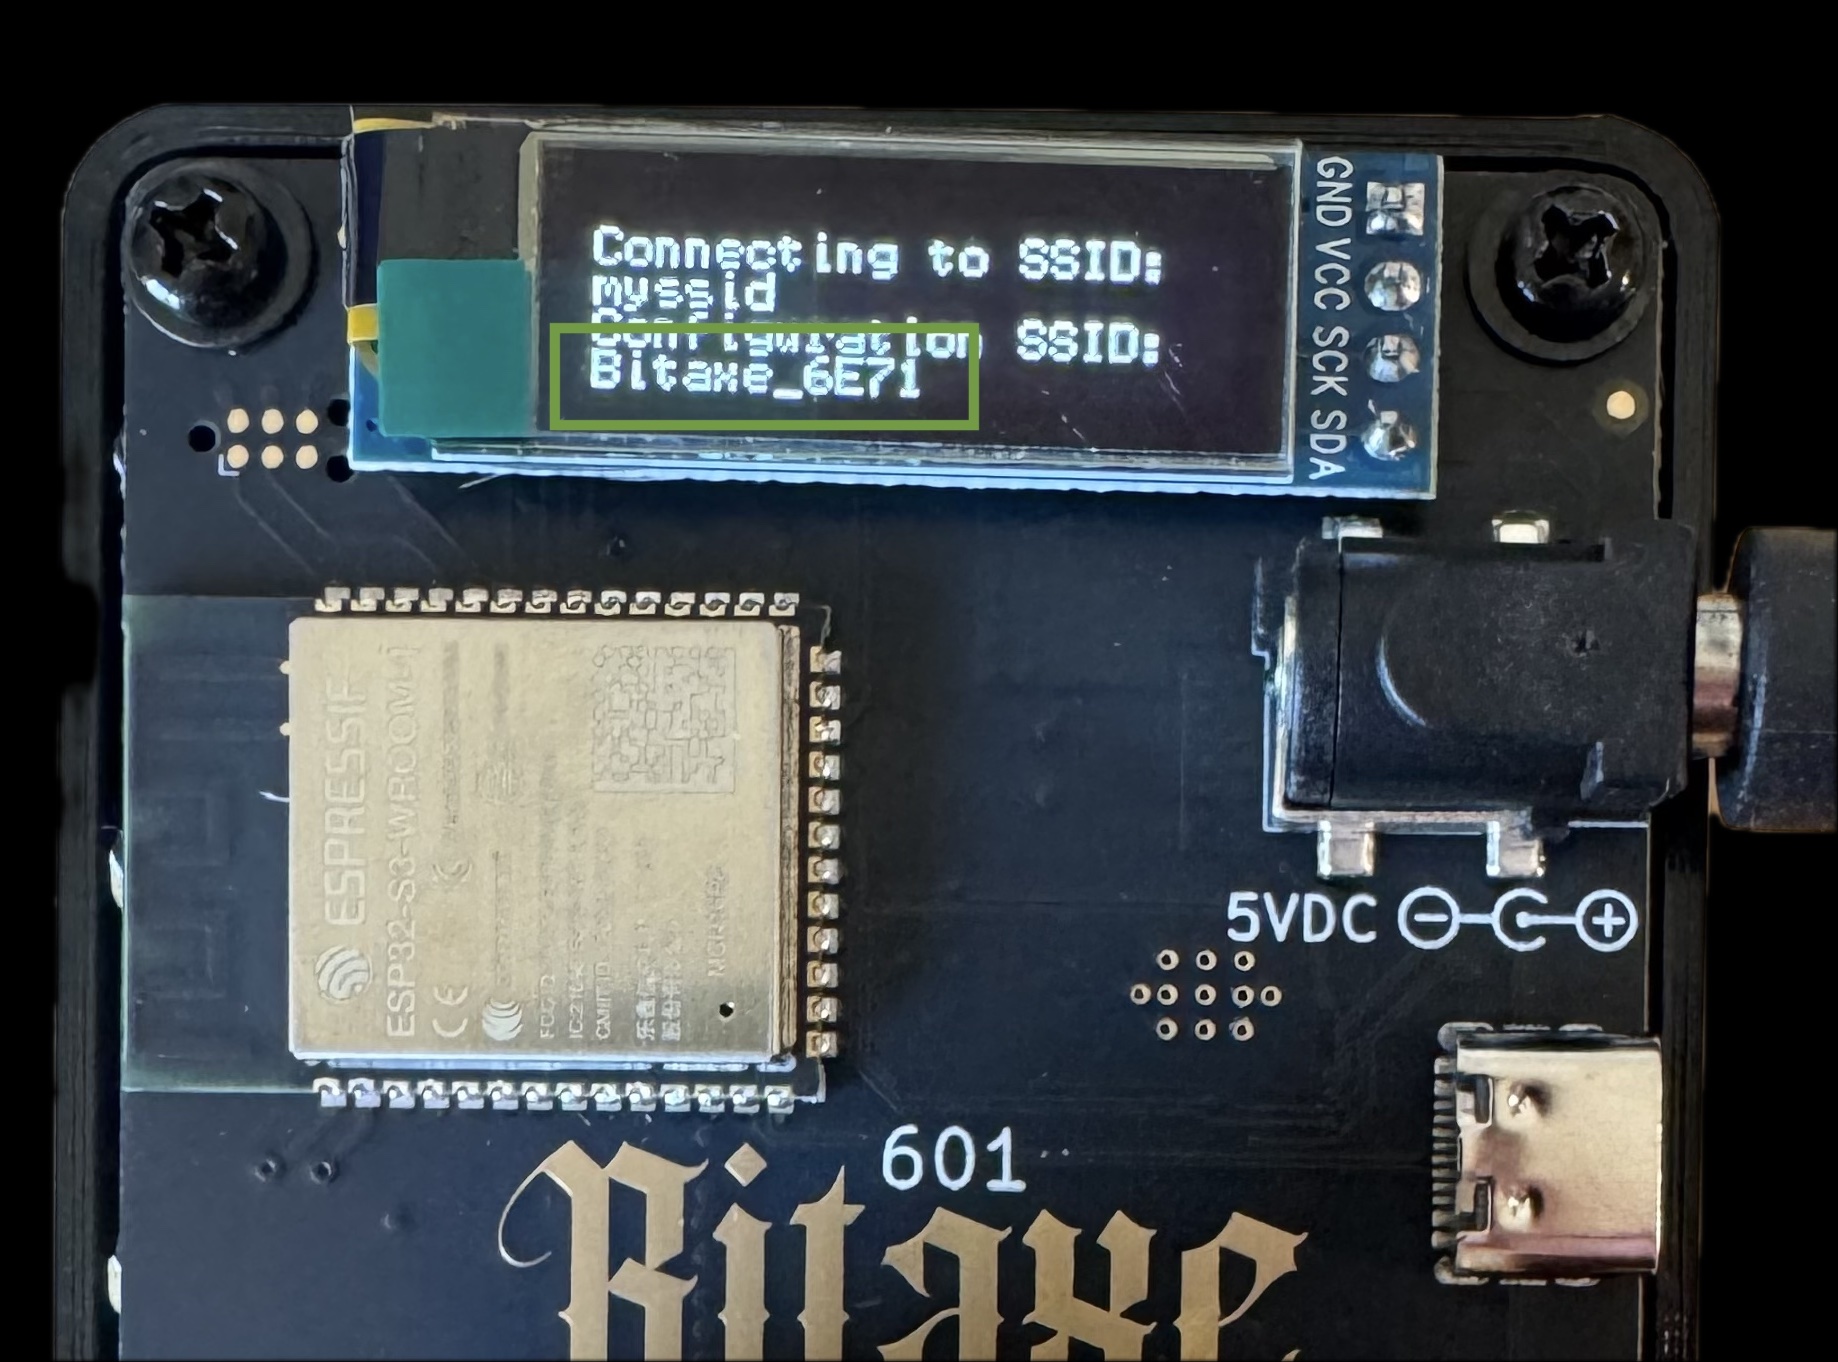 Connecting to SSID:
myssid
Configuration SSID:
Bitaxe_6E71
GND VCC SCK SDA
ESPRESSIF
ESP32-S3-WROOM-1
CE
5VDC
601
Bitaxe